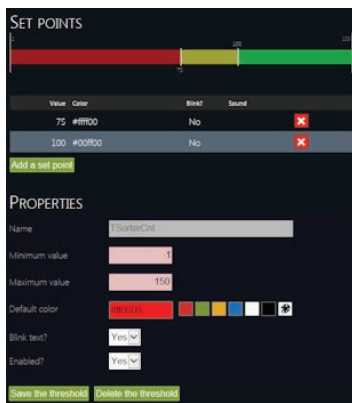 SET POINTS
1 150
100
75
Value Color Blink? Sound
75 #ffff00 No
100 #00ff00 No
Add a set point
PROPERTIES
Name TSorterCnt
Minimum value 1
Maximum value 150
Default color #ff0000
Blink text? Yes
Enabled? Yes
Save the threshold Delete the threshold